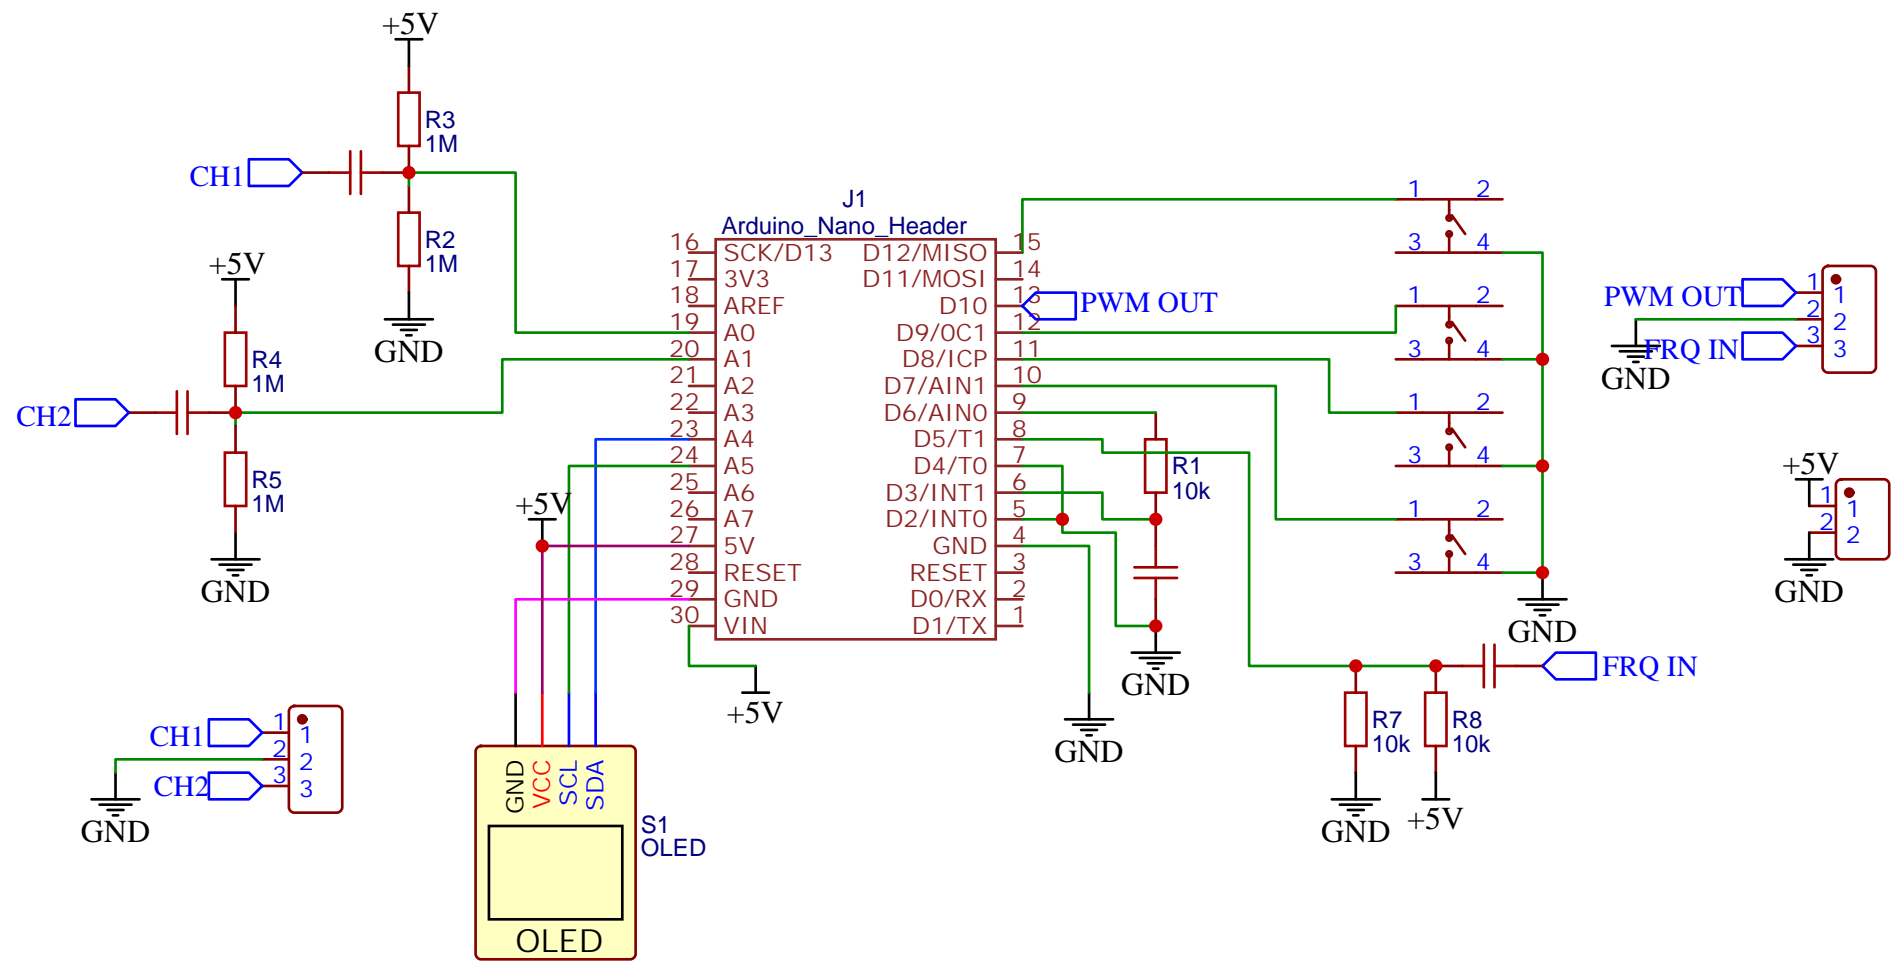 +5V
R3
1M
CH1
R2
1M
GND
+5V
R4
1M
CH2
R5
1M
GND
J1
Arduino_Nano_Header
16 SCK/D13 D12/MISO 15
17 3V3 D11/MOSI 14
18 AREF D10 13
19 A0 D9/0C1 12
20 A1 D8/ICP 11
21 A2 D7/AIN1 10
22 A3 D6/AIN0 9
23 A4 D5/T1 8
24 A5 D4/T0 7
25 A6 D3/INT1 6
26 A7 D2/INT0 5
27 5V GND 4
28 RESET RESET 3
29 GND D0/RX 2
30 VIN D1/TX 1
PWM OUT
+5V
+5V
R1
10k
GND
GND
1 2
3 4
1 2
3 4
1 2
3 4
1 2
3 4
GND
FRQ IN
R7
10k
R8
10k
GND
+5V
PWM OUT 1 1
2 2
FRQ IN 3 3
GND
+5V
1 1
2 2
GND
CH1 1 1
2 2
CH2 3 3
GND
GND
VCC
SCL
SDA
OLED
S1
OLED